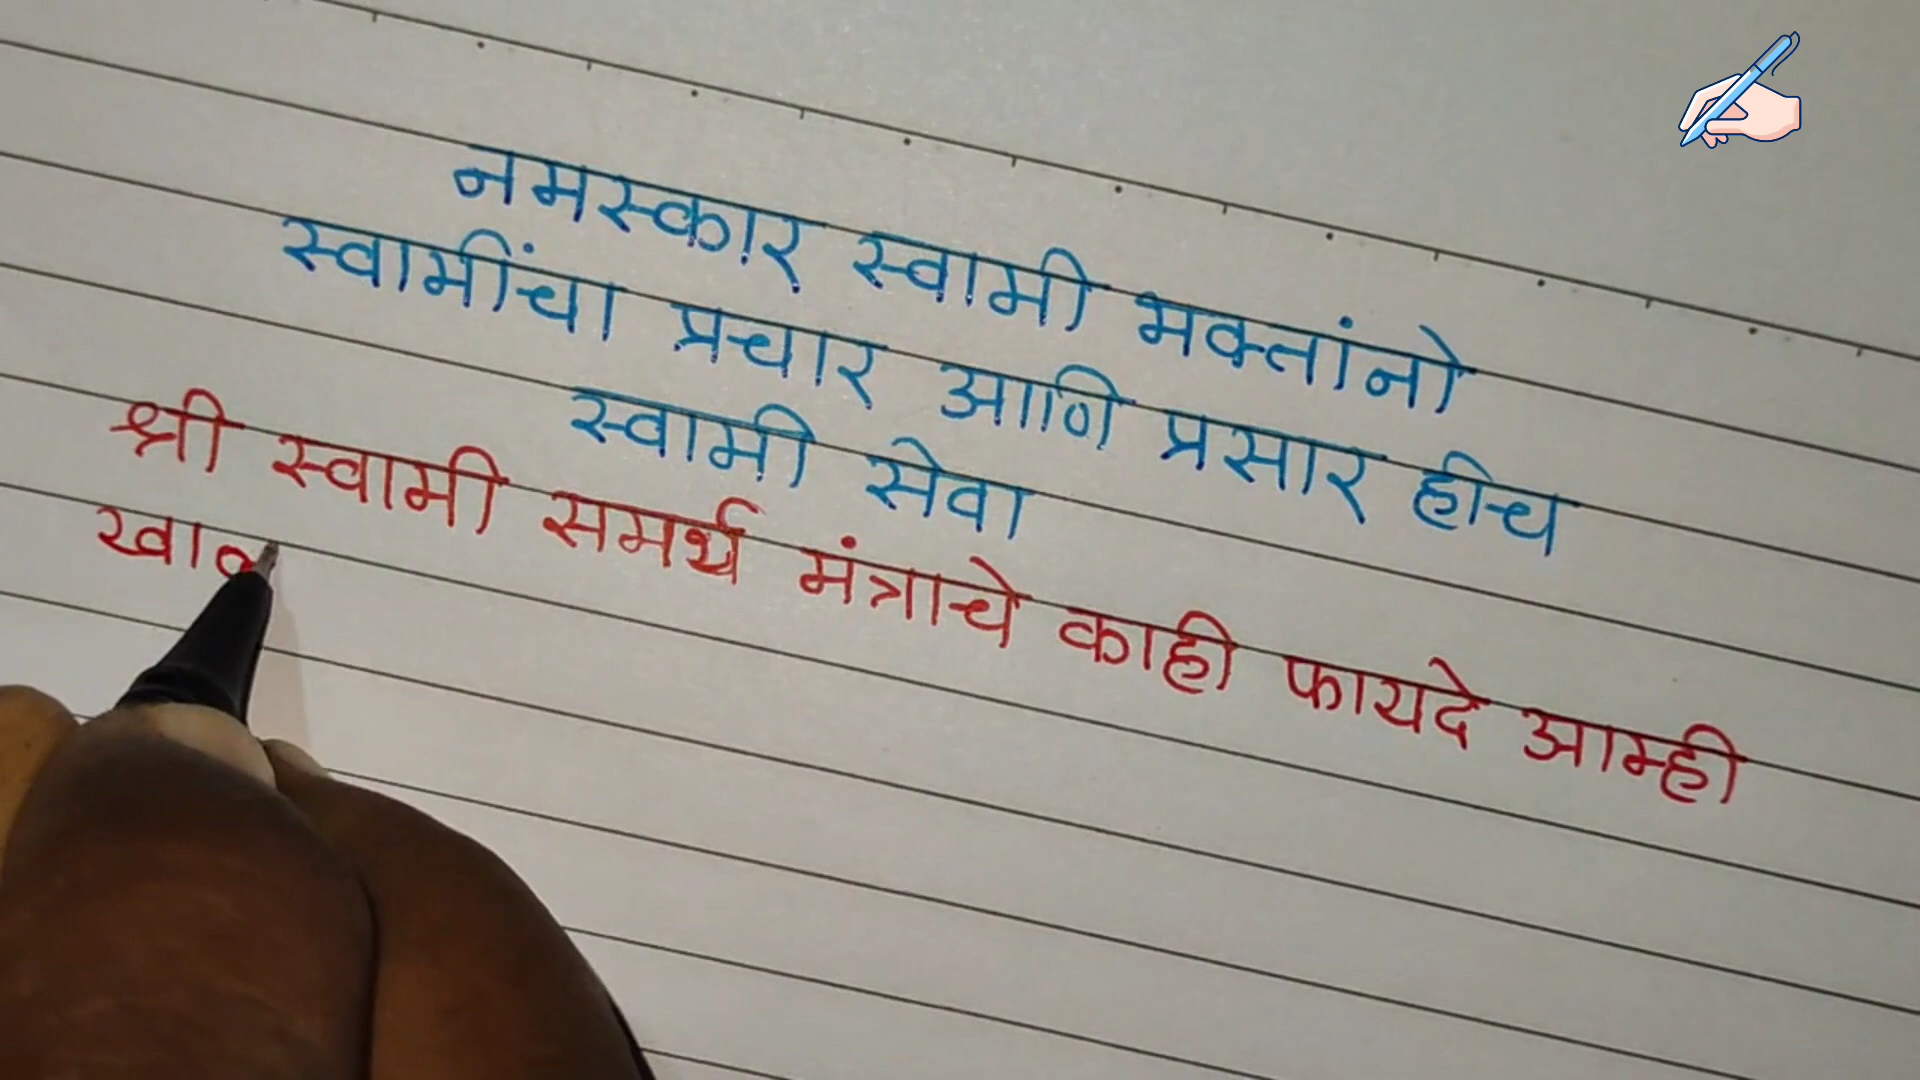 नमस्कार स्वामी भक्तांनो
स्वामींचा प्रचार आणि प्रसार हीच
स्वामी सेवा
श्री स्वामी समर्थ मंत्राचे काही फायदे आम्ही